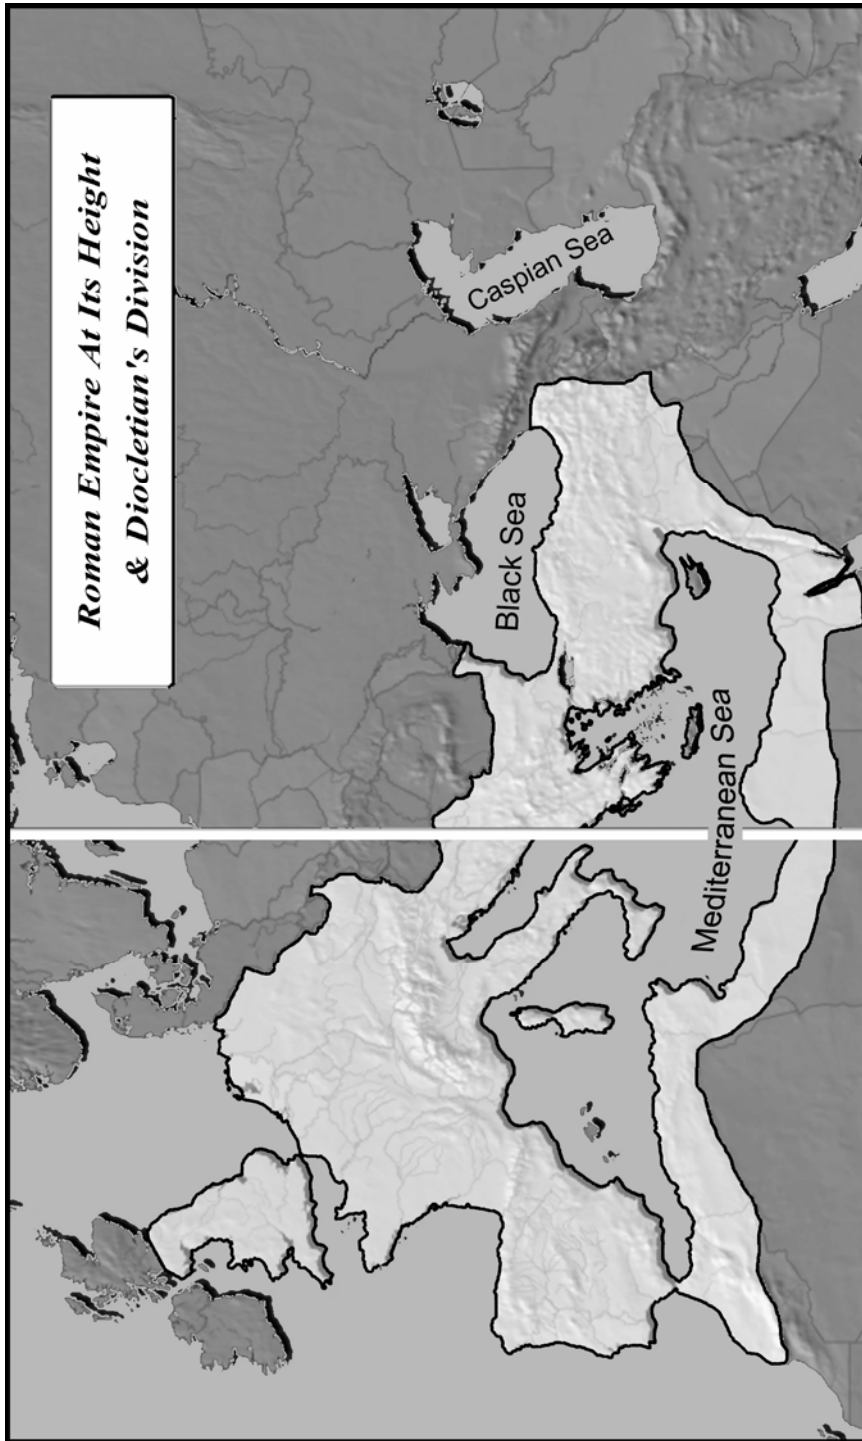 Roman Empire At Its Height
& Diocletian's Division
Caspian Sea
Black Sea
Mediterranean Sea